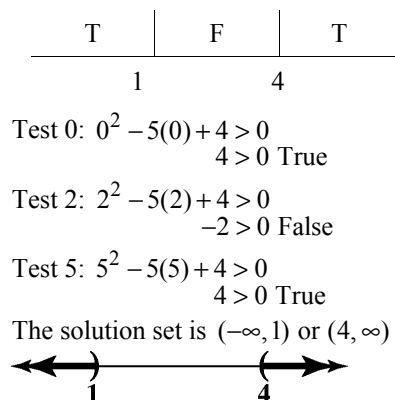 T F T
1 4
Test 0: 0² − 5(0) + 4 > 0
4 > 0 True
Test 2: 2² − 5(2) + 4 > 0
−2 > 0 False
Test 5: 5² − 5(5) + 4 > 0
4 > 0 True
The solution set is (−∞, 1) or (4, ∞)
) (
1 4